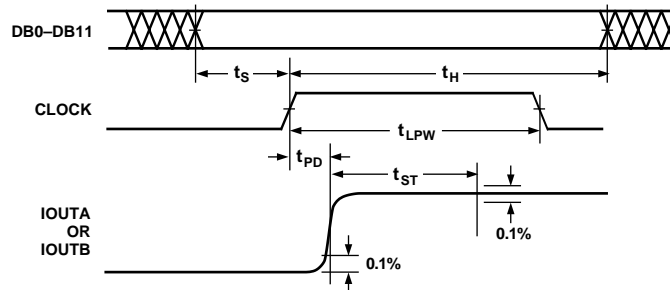 DB0–DB11
tS
tH
CLOCK
tLPW
tPD
tST
IOUTA
OR
IOUTB
0.1%
0.1%